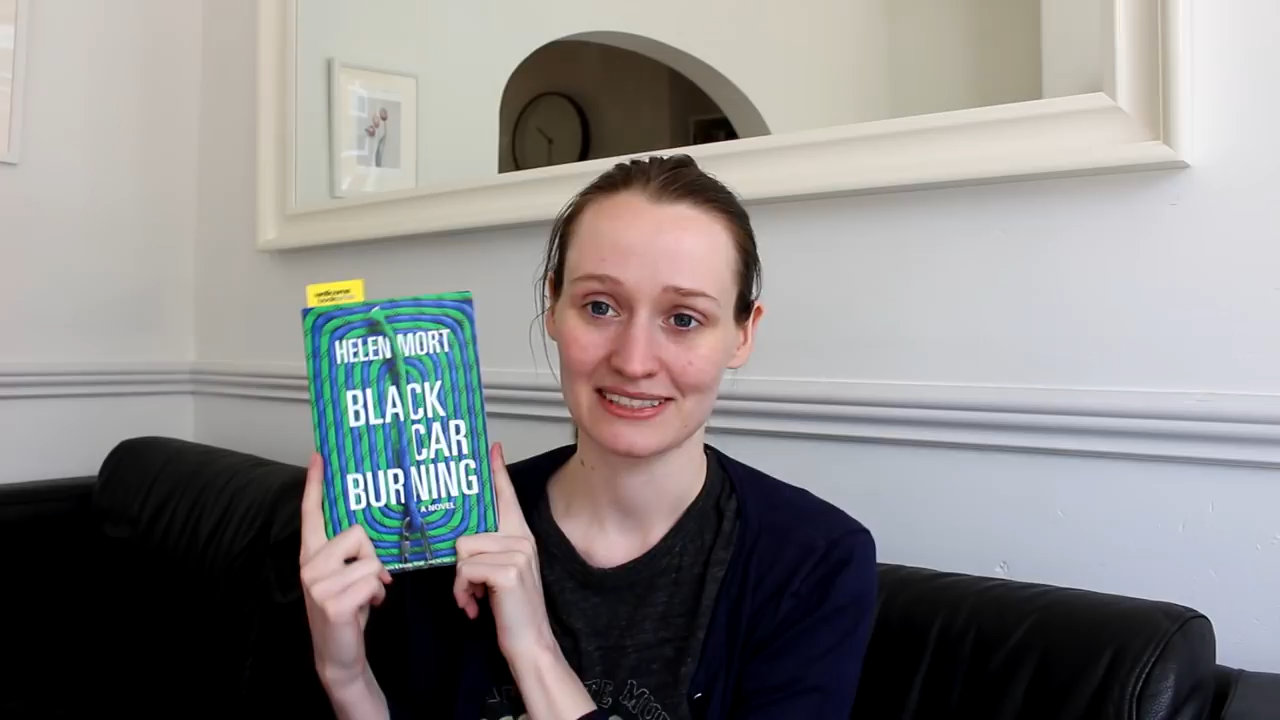 HELEN MORT
BLACK
CAR
BURNING
A NOVEL